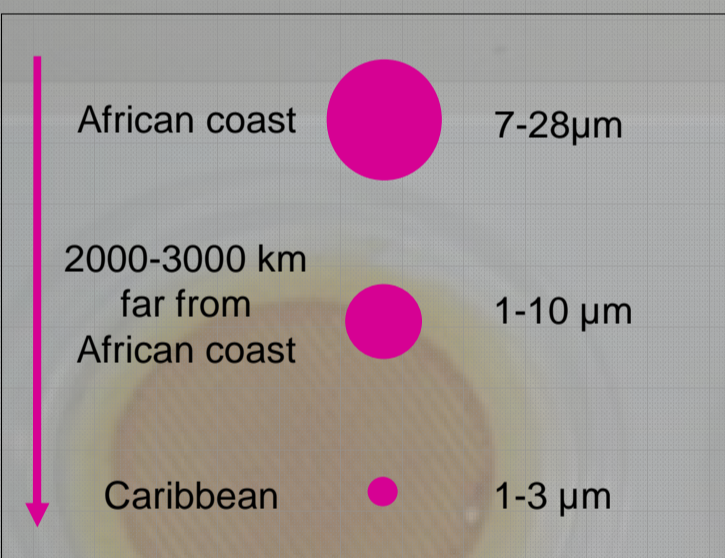 African coast
7-28µm
2000-3000 km
far from
African coast
1-10 µm
Caribbean
1-3 µm